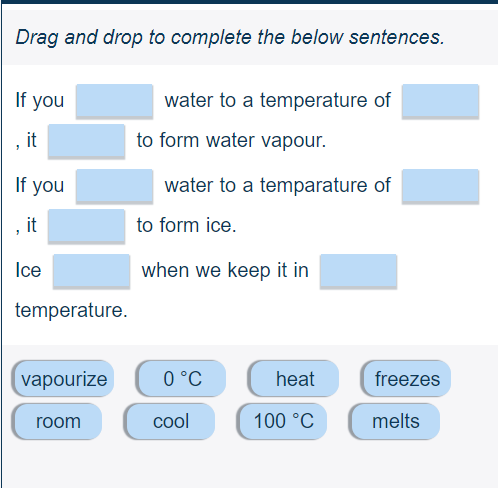 Drag and drop to complete the below sentences.
If you water to a temperature of
, it to form water vapour.
If you water to a temparature of
, it to form ice.
Ice when we keep it in
temperature.
vapourize 0 °C heat freezes
room cool 100 °C melts